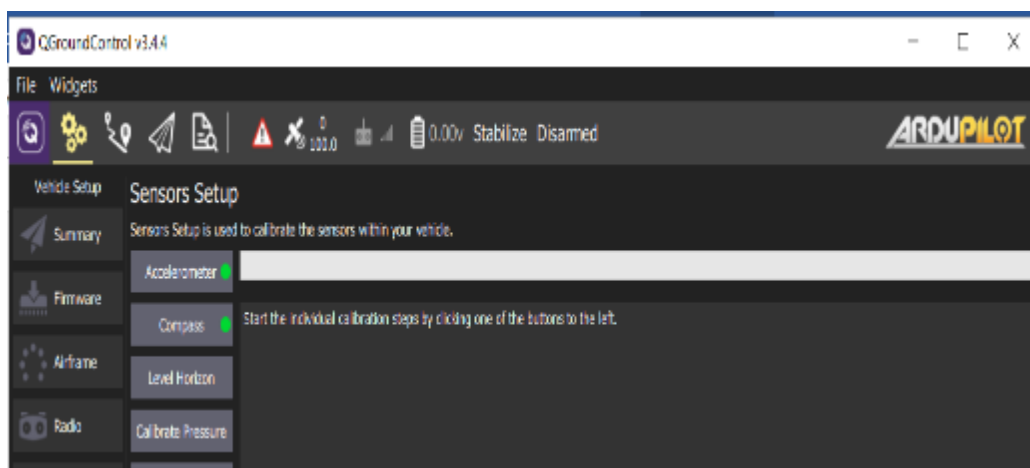 QGroundControl v3.4.4
File Widgets
0
100.0
0.00v Stabilize Disarmed
ARDUPILOT
Vehicle Setup
Sensors Setup
Summary
Sensors Setup is used to calibrate the sensors within your vehicle.
Accelerometer
Firmware
Compass
Start the individual calibration steps by clicking one of the buttons to the left.
Airframe
Level Horizon
Radio
Calibrate Pressure